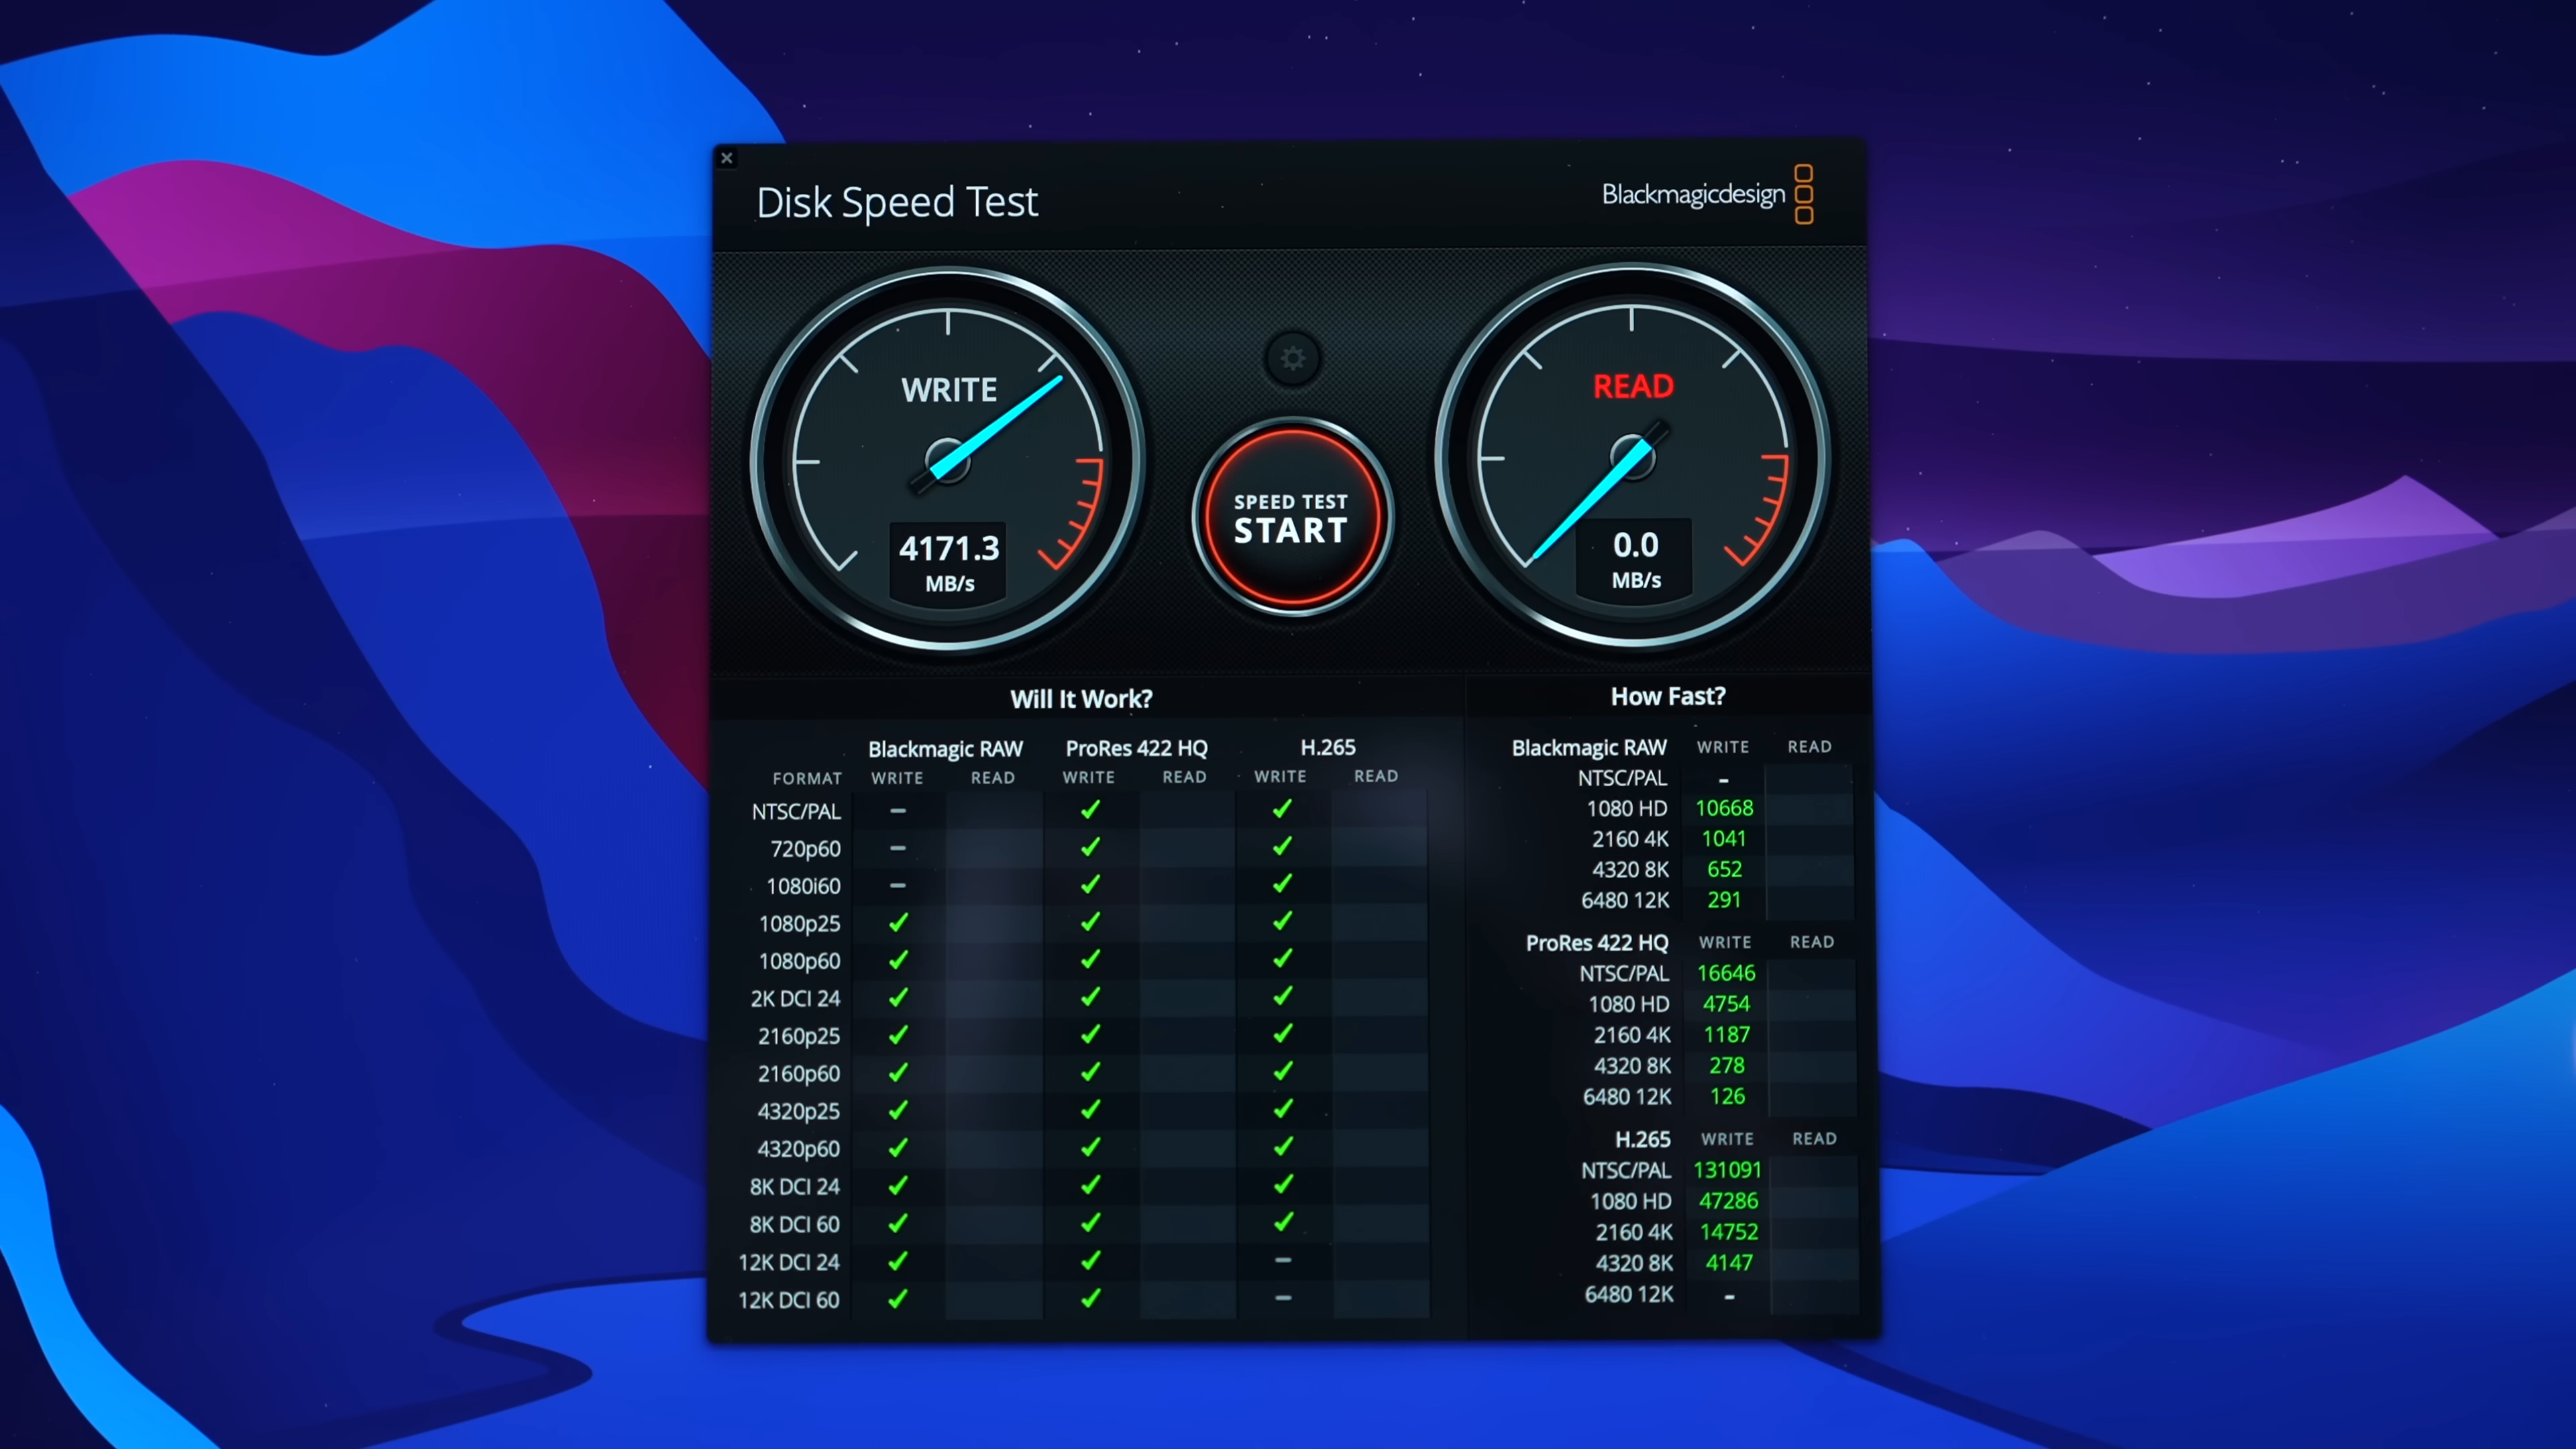 Disk Speed Test
Blackmagicdesign
WRITE
4171.3
MB/s
SPEED TEST
START
READ
0.0
MB/s
Will It Work?
Blackmagic RAW ProRes 422 HQ H.265
FORMAT WRITE READ WRITE READ WRITE READ
NTSC/PAL – ✓ ✓
720p60 – ✓ ✓
1080i60 – ✓ ✓
1080p25 ✓ ✓ ✓
1080p60 ✓ ✓ ✓
2K DCI 24 ✓ ✓ ✓
2160p25 ✓ ✓ ✓
2160p60 ✓ ✓ ✓
4320p25 ✓ ✓ ✓
4320p60 ✓ ✓ ✓
8K DCI 24 ✓ ✓ ✓
8K DCI 60 ✓ ✓ ✓
12K DCI 24 ✓ ✓ –
12K DCI 60 ✓ ✓ –
How Fast?
Blackmagic RAW WRITE READ
NTSC/PAL -
1080 HD 10668
2160 4K 1041
4320 8K 652
6480 12K 291
ProRes 422 HQ WRITE READ
NTSC/PAL 16646
1080 HD 4754
2160 4K 1187
4320 8K 278
6480 12K 126
H.265 WRITE READ
NTSC/PAL 131091
1080 HD 47286
2160 4K 14752
4320 8K 4147
6480 12K -